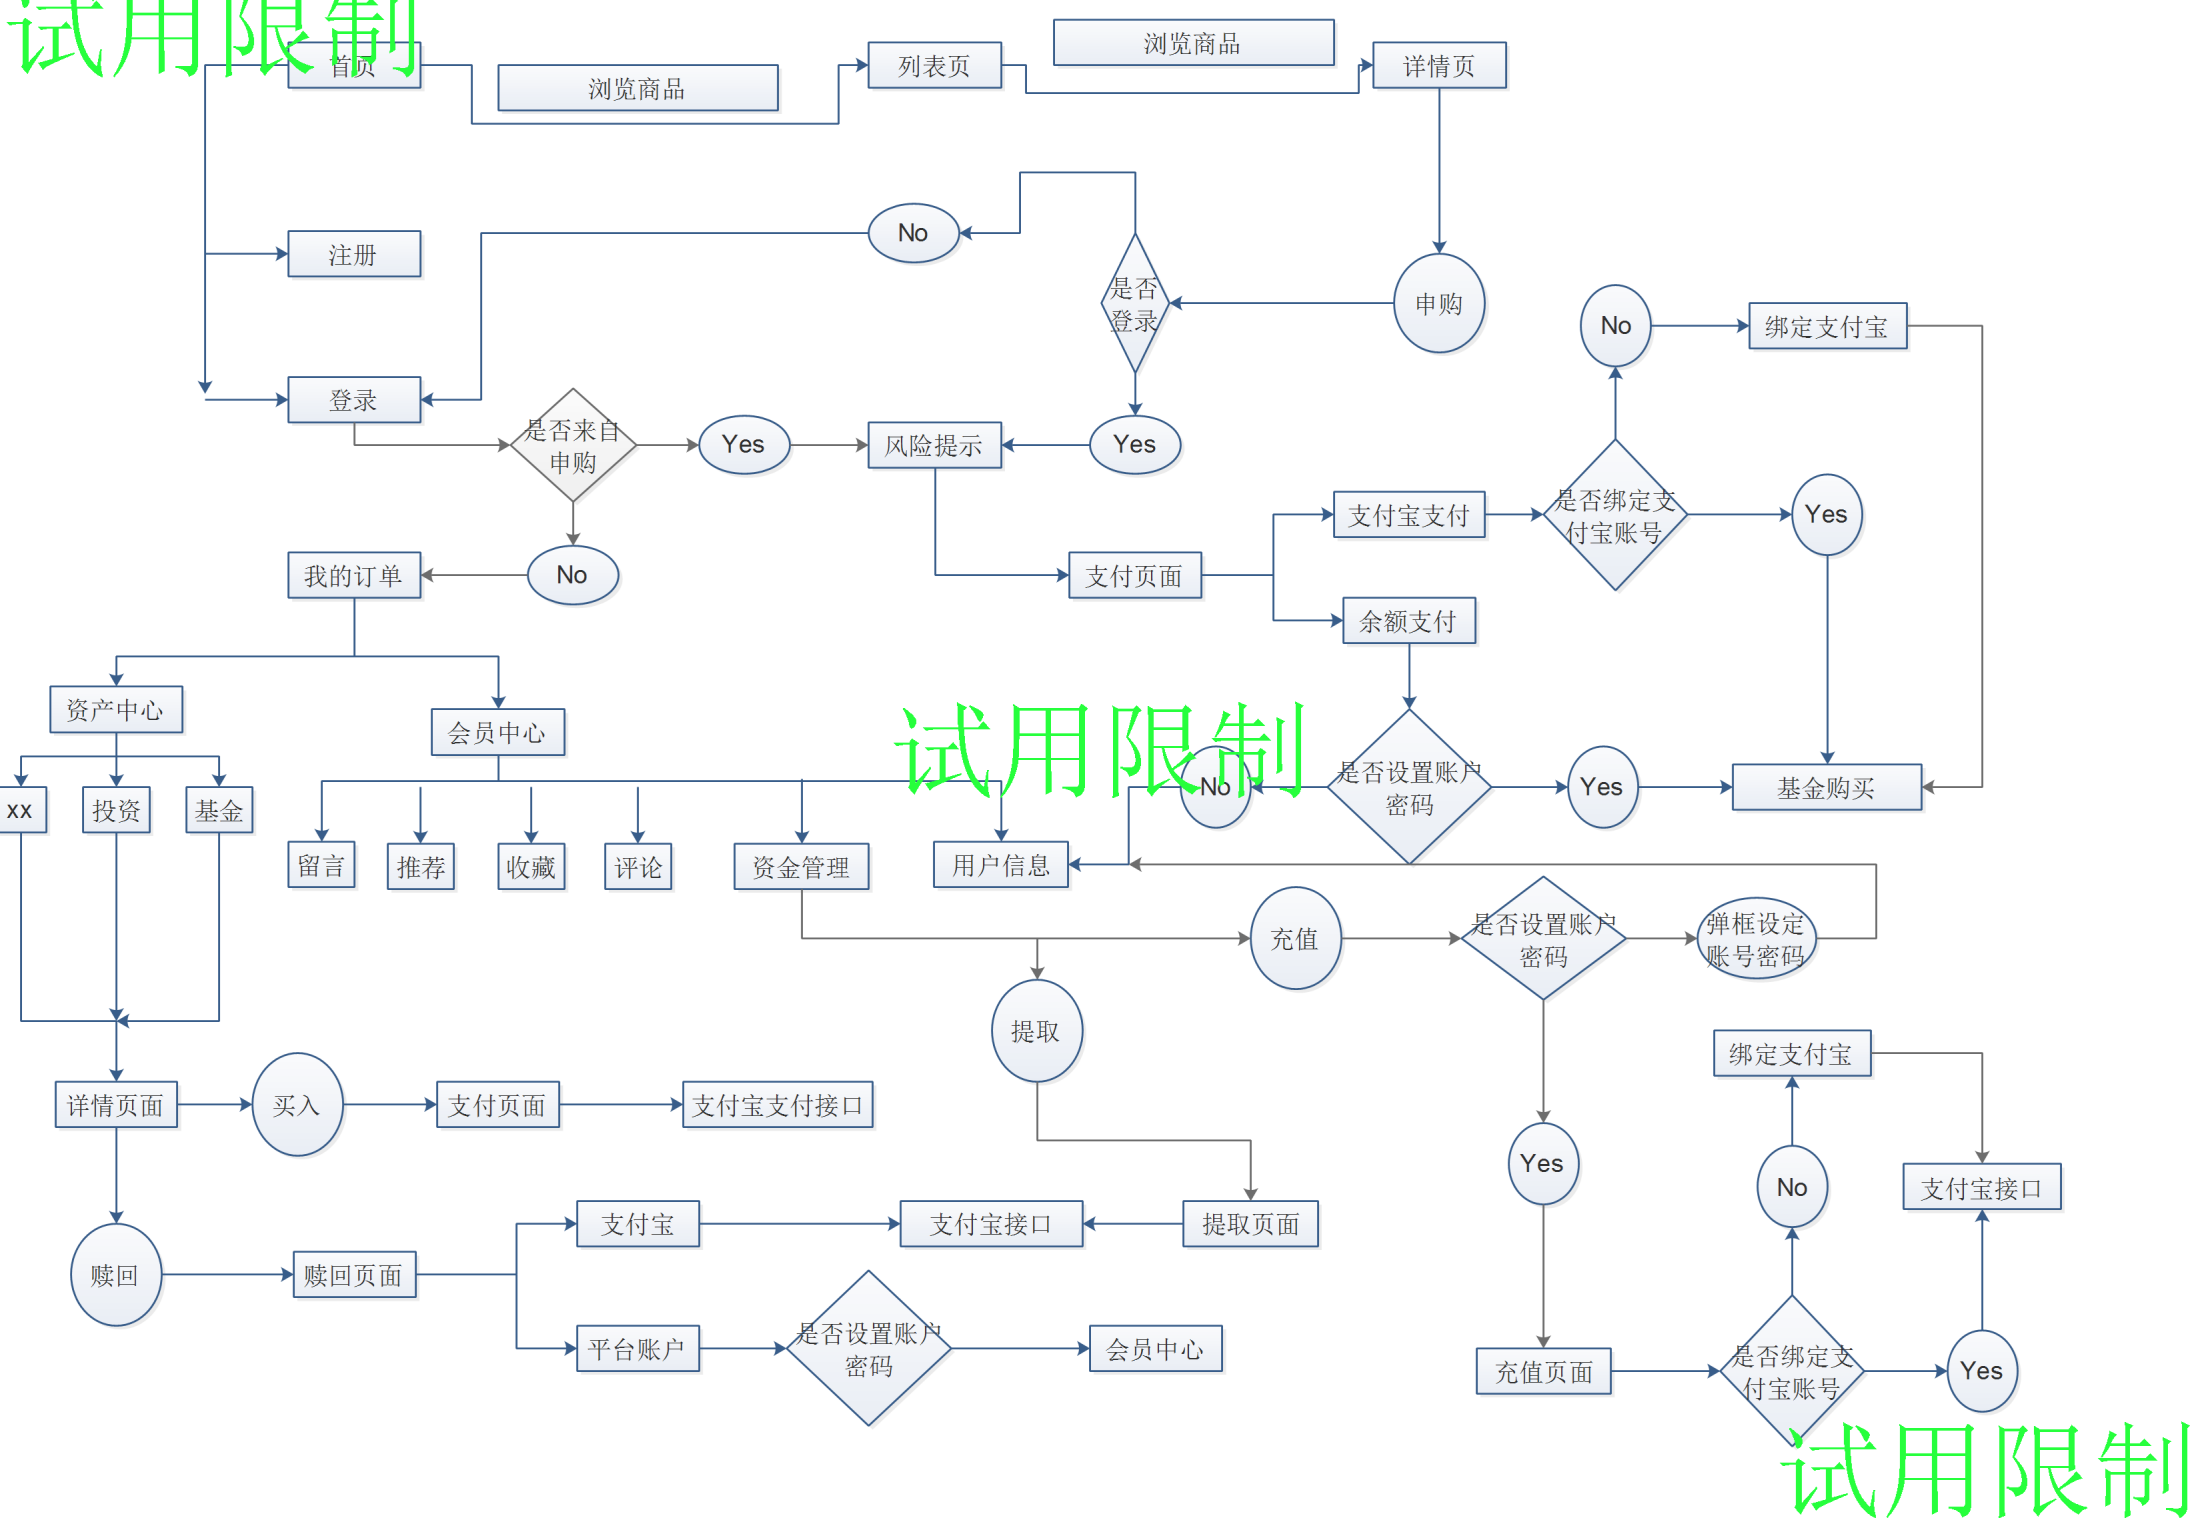 试用限制
首页
浏览商品
列表页
浏览商品
详情页
注册
No
是否
登录
申购
No
绑定支付宝
登录
是否来自
申购
Yes
风险提示
Yes
支付宝支付
是否绑定支
付宝账号
Yes
我的订单
No
支付页面
余额支付
资产中心
会员中心
试用限制
No
是否设置账户
密码
Yes
基金购买
xx
投资
基金
留言
推荐
收藏
评论
资金管理
用户信息
充值
是否设置账户
密码
弹框设定
账号密码
提取
绑定支付宝
详情页面
买入
支付页面
支付宝支付接口
Yes
No
支付宝接口
支付宝
支付宝接口
提取页面
赎回
赎回页面
平台账户
是否设置账户
密码
会员中心
充值页面
是否绑定支
付宝账号
Yes
试用限制